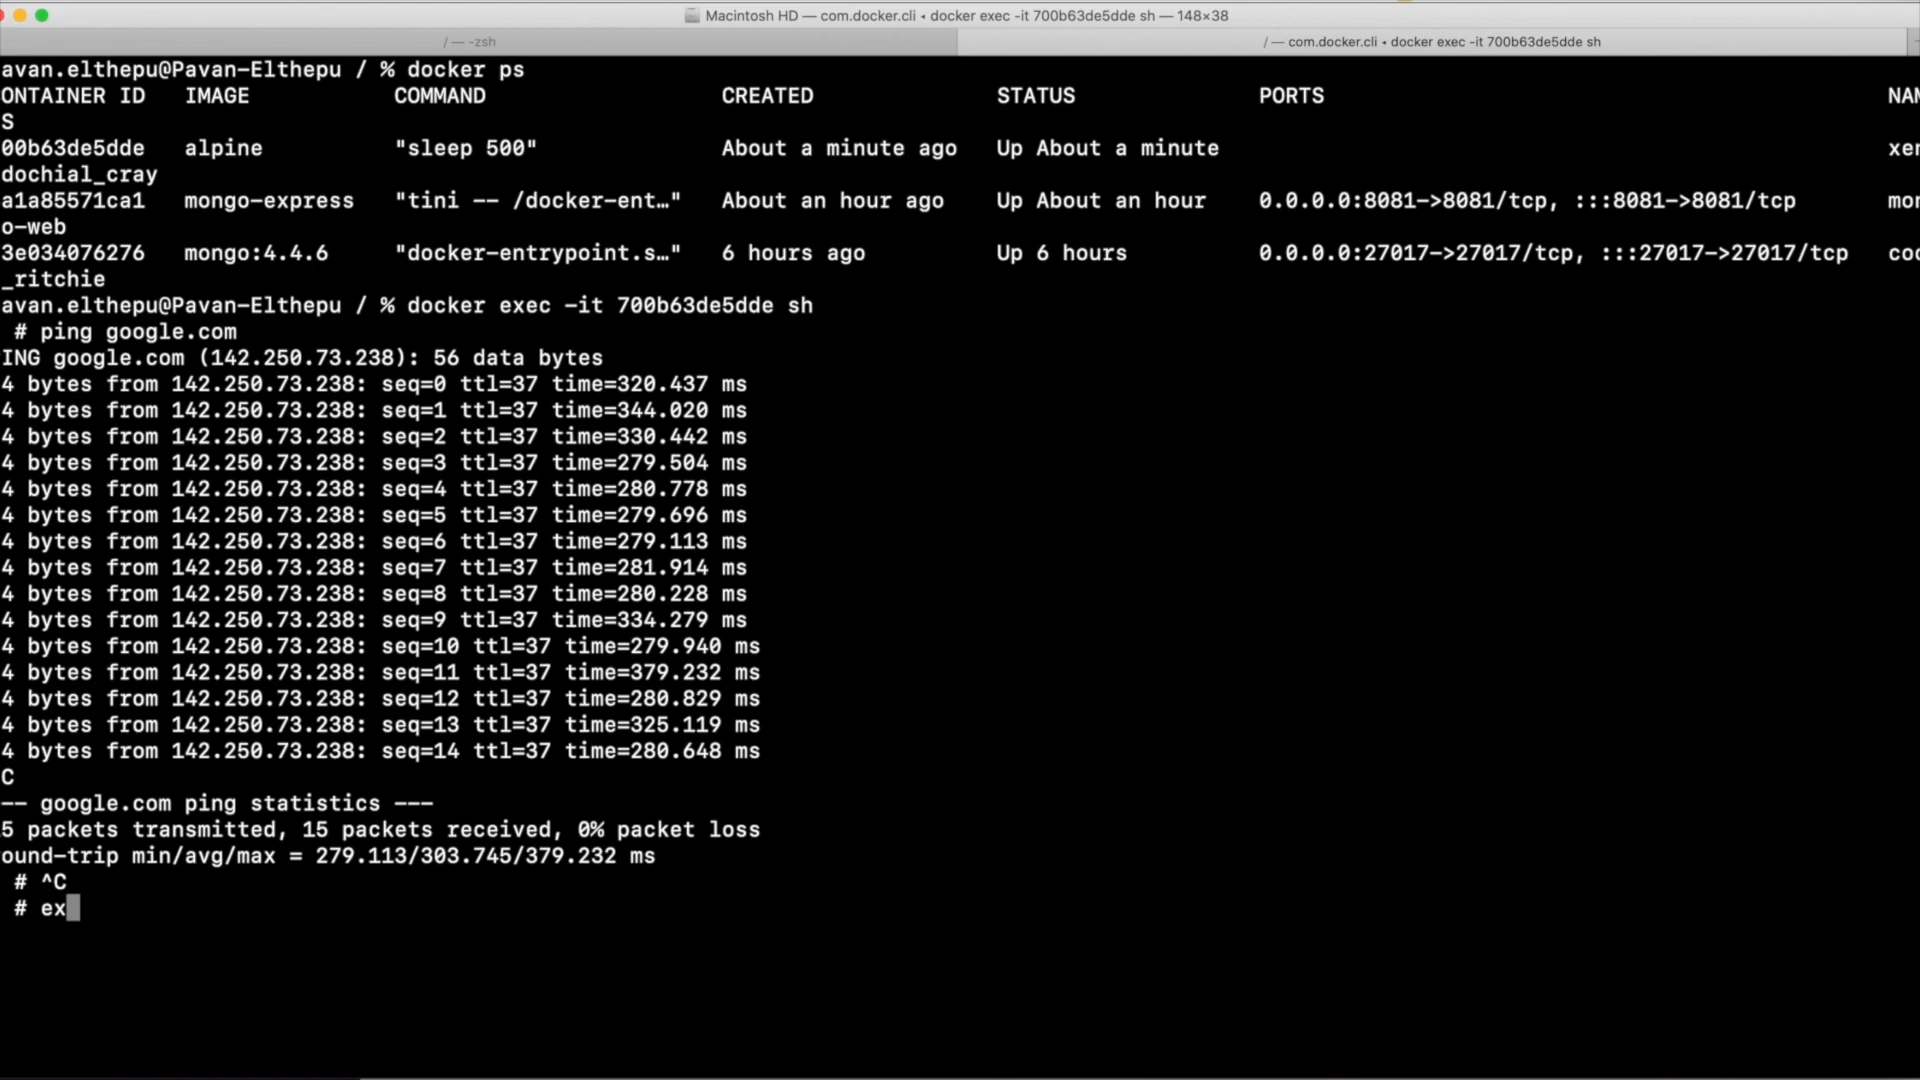 Macintosh HD — com.docker.cli • docker exec -it 700b63de5dde sh — 148×38
/ — -zsh
/ — com.docker.cli • docker exec -it 700b63de5dde sh
avan.elthepu@Pavan-Elthepu / % docker ps
ONTAINER ID IMAGE COMMAND CREATED STATUS PORTS NAM
S
00b63de5dde alpine "sleep 500" About a minute ago Up About a minute xen
dochial_cray
a1a85571ca1 mongo-express "tini -- /docker-ent…" About an hour ago Up About an hour 0.0.0.0:8081->8081/tcp, :::8081->8081/tcp mon
o-web
3e034076276 mongo:4.4.6 "docker-entrypoint.s…" 6 hours ago Up 6 hours 0.0.0.0:27017->27017/tcp, :::27017->27017/tcp coo
_ritchie
avan.elthepu@Pavan-Elthepu / % docker exec -it 700b63de5dde sh
# ping google.com
ING google.com (142.250.73.238): 56 data bytes
4 bytes from 142.250.73.238: seq=0 ttl=37 time=320.437 ms
4 bytes from 142.250.73.238: seq=1 ttl=37 time=344.020 ms
4 bytes from 142.250.73.238: seq=2 ttl=37 time=330.442 ms
4 bytes from 142.250.73.238: seq=3 ttl=37 time=279.504 ms
4 bytes from 142.250.73.238: seq=4 ttl=37 time=280.778 ms
4 bytes from 142.250.73.238: seq=5 ttl=37 time=279.696 ms
4 bytes from 142.250.73.238: seq=6 ttl=37 time=279.113 ms
4 bytes from 142.250.73.238: seq=7 ttl=37 time=281.914 ms
4 bytes from 142.250.73.238: seq=8 ttl=37 time=280.228 ms
4 bytes from 142.250.73.238: seq=9 ttl=37 time=334.279 ms
4 bytes from 142.250.73.238: seq=10 ttl=37 time=279.940 ms
4 bytes from 142.250.73.238: seq=11 ttl=37 time=379.232 ms
4 bytes from 142.250.73.238: seq=12 ttl=37 time=280.829 ms
4 bytes from 142.250.73.238: seq=13 ttl=37 time=325.119 ms
4 bytes from 142.250.73.238: seq=14 ttl=37 time=280.648 ms
C
-- google.com ping statistics ---
5 packets transmitted, 15 packets received, 0% packet loss
ound-trip min/avg/max = 279.113/303.745/379.232 ms
# ^C
# ex